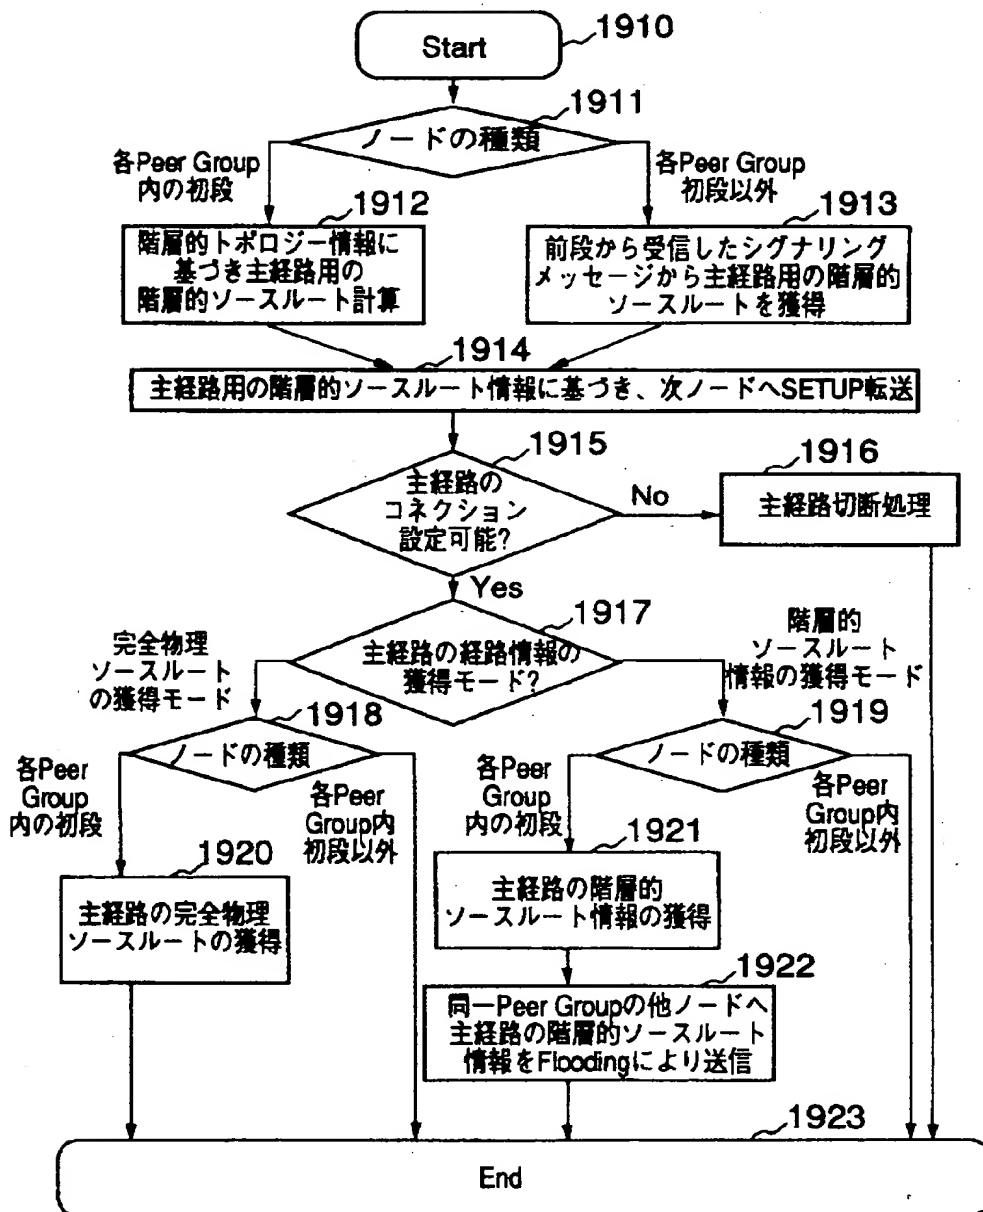 Start
1910
1911
ノードの種類
各Peer Group
内の初段
各Peer Group
初段以外
1912
階層的トポロジー情報に
基づき主経路用の
階層的ソースルート計算
1913
前段から受信したシグナリング
メッセージから主経路用の階層的
ソースルートを獲得
1914
主経路用の階層的ソースルート情報に基づき、次ノードへSETUP転送
1915
主経路の
コネクション
設定可能?
No
1916
主経路切断処理
Yes
1917
主経路の経路情報の
獲得モード?
完全物理
ソースルート
の獲得モード
階層的
ソースルート
情報の獲得モード
1918
ノードの種類
1919
ノードの種類
各Peer
Group
内の初段
各Peer
Group内
初段以外
各Peer
Group
内の初段
各Peer
Group内
初段以外
1920
主経路の完全物理
ソースルートの獲得
1921
主経路の階層的
ソースルート情報の獲得
1922
同一Peer Groupの他ノードへ
主経路の階層的ソースルート
情報をFloodingにより送信
1923
End